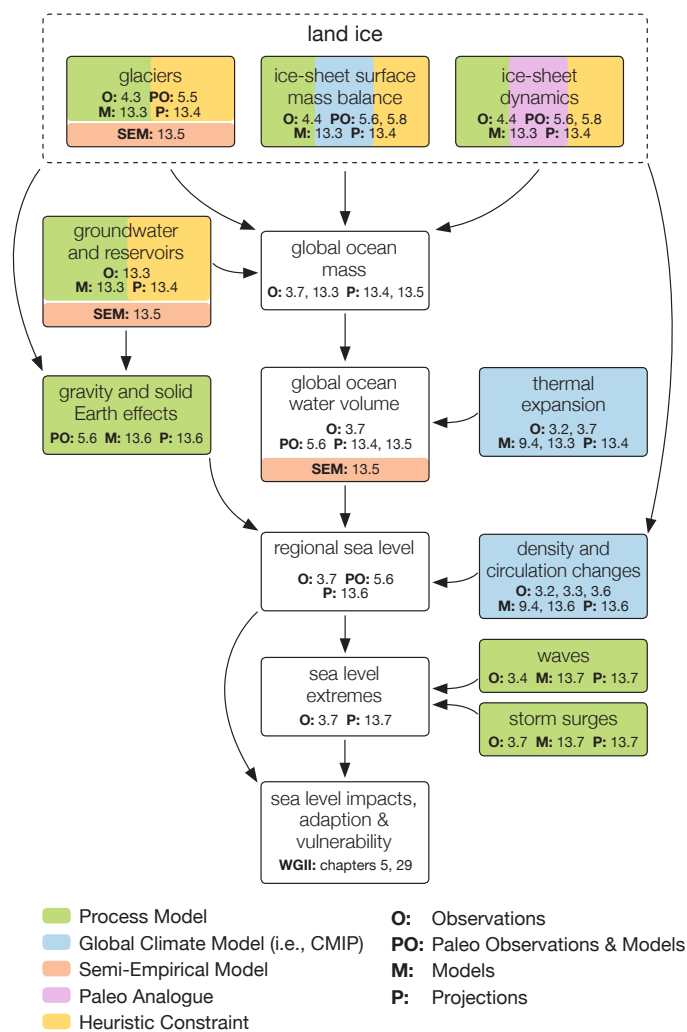 land ice
glaciers
O: 4.3 PO: 5.5
M: 13.3 P: 13.4
SEM: 13.5
ice-sheet surface
mass balance
O: 4.4 PO: 5.6, 5.8
M: 13.3 P: 13.4
ice-sheet
dynamics
O: 4.4 PO: 5.6, 5.8
M: 13.3 P: 13.4
groundwater
and reservoirs
O: 13.3
M: 13.3 P: 13.4
SEM: 13.5
global ocean
mass
O: 3.7, 13.3 P: 13.4, 13.5
gravity and solid
Earth effects
PO: 5.6 M: 13.6 P: 13.6
global ocean
water volume
O: 3.7
PO: 5.6 P: 13.4, 13.5
SEM: 13.5
thermal
expansion
O: 3.2, 3.7
M: 9.4, 13.3 P: 13.4
regional sea level
O: 3.7 PO: 5.6
P: 13.6
density and
circulation changes
O: 3.2, 3.3, 3.6
M: 9.4, 13.6 P: 13.6
sea level
extremes
O: 3.7 P: 13.7
waves
O: 3.4 M: 13.7 P: 13.7
storm surges
O: 3.7 M: 13.7 P: 13.7
sea level impacts,
adaption &
vulnerability
WGII: chapters 5, 29
Process Model
Global Climate Model (i.e., CMIP)
Semi-Empirical Model
Paleo Analogue
Heuristic Constraint
O: Observations
PO: Paleo Observations & Models
M: Models
P: Projections